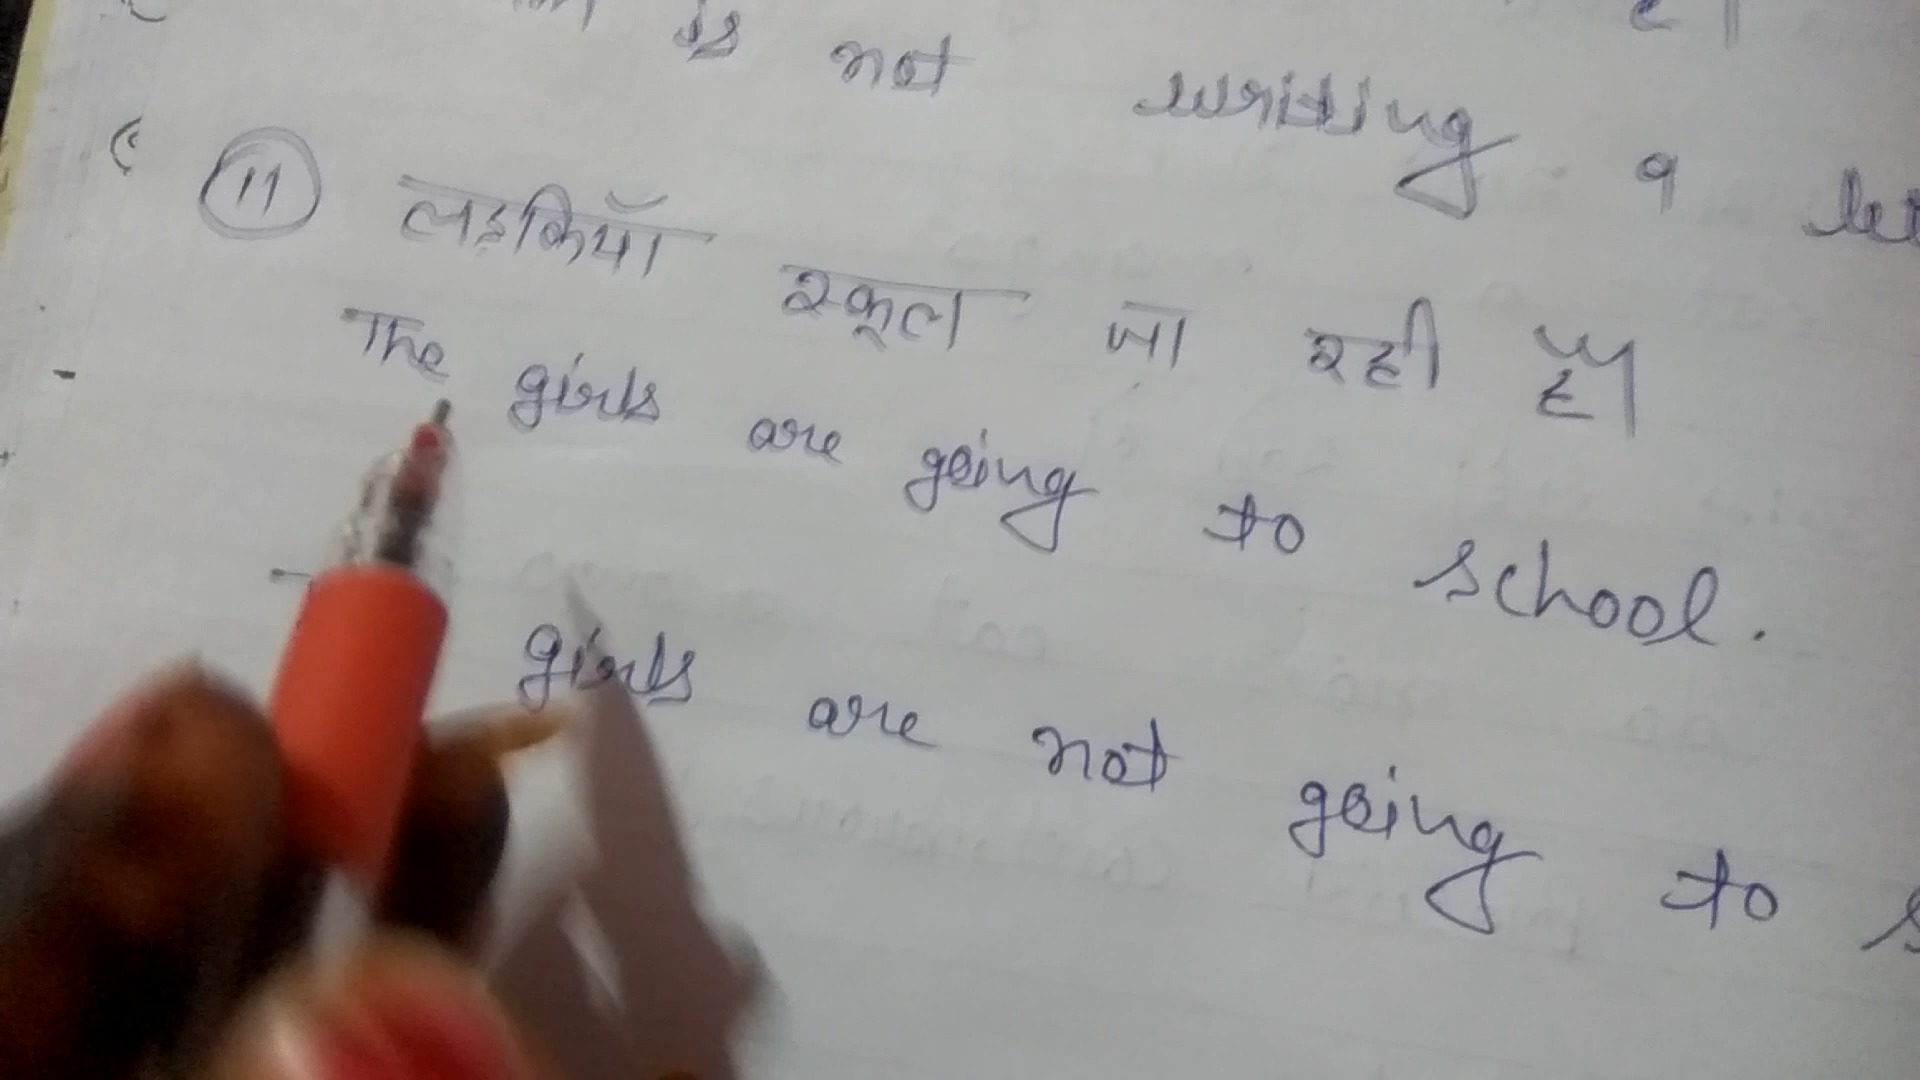 is not writing a
11 लड़कियाँ स्कूल जा रही हैं।
The girls are going to school.
girls are not going to